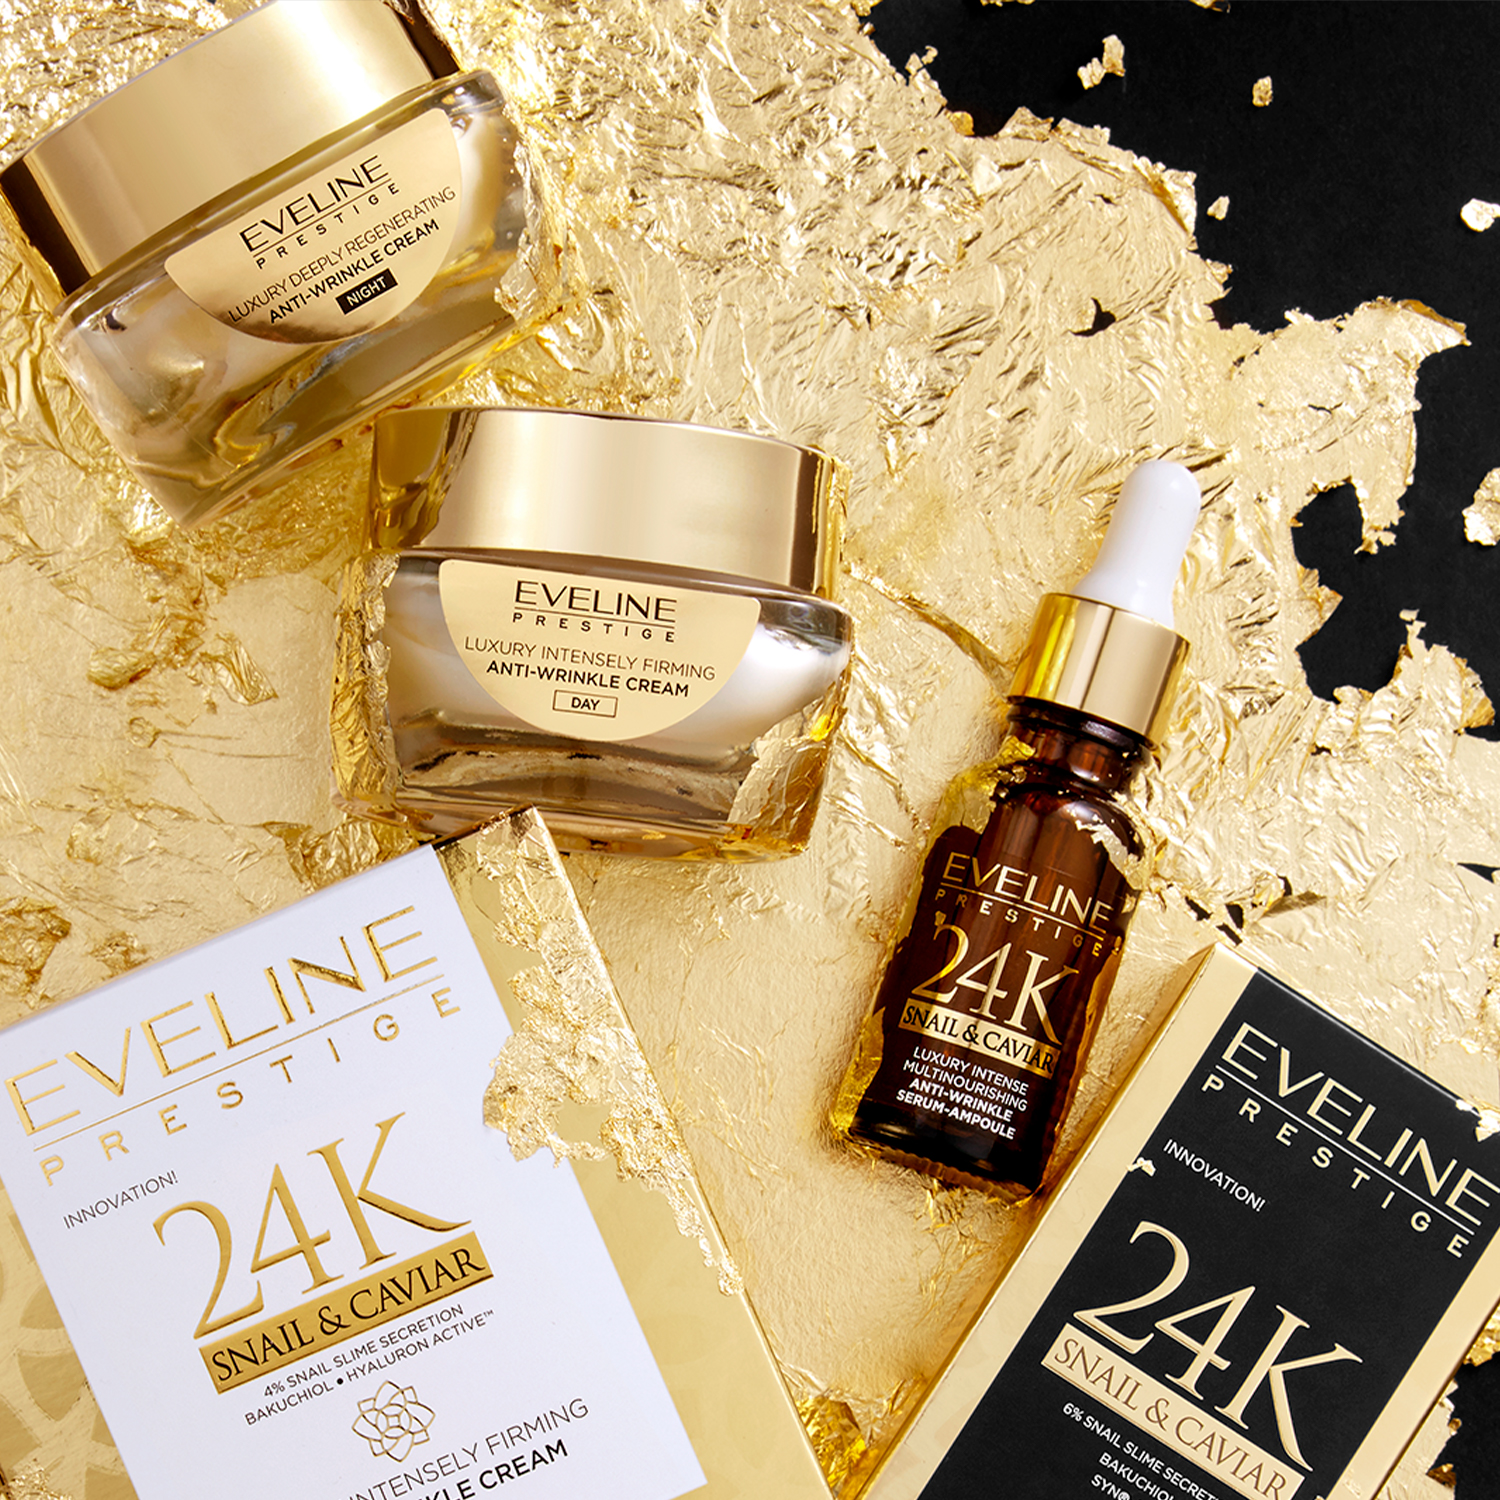 EVELINE
PRESTIGE
LUXURY DEEPLY REGENERATING
ANTI-WRINKLE CREAM
NIGHT
EVELINE
PRESTIGE
LUXURY INTENSELY FIRMING
ANTI-WRINKLE CREAM
DAY
EVELINE
PRESTIGE
24K
SNAIL & CAVIAR
LUXURY INTENSE
MULTINOURISHING
ANTI-WRINKLE
SERUM-AMPOULE
EVELINE
PRESTIGE
INNOVATION!
24K
SNAIL & CAVIAR
4% SNAIL SLIME SECRETION
BAKUCHIOL • HYALURON ACTIVE™
INTENSELY FIRMING
CREAM
EVELINE
PRESTIGE
INNOVATION!
24K
SNAIL & CAVIAR
6% SNAIL SLIME